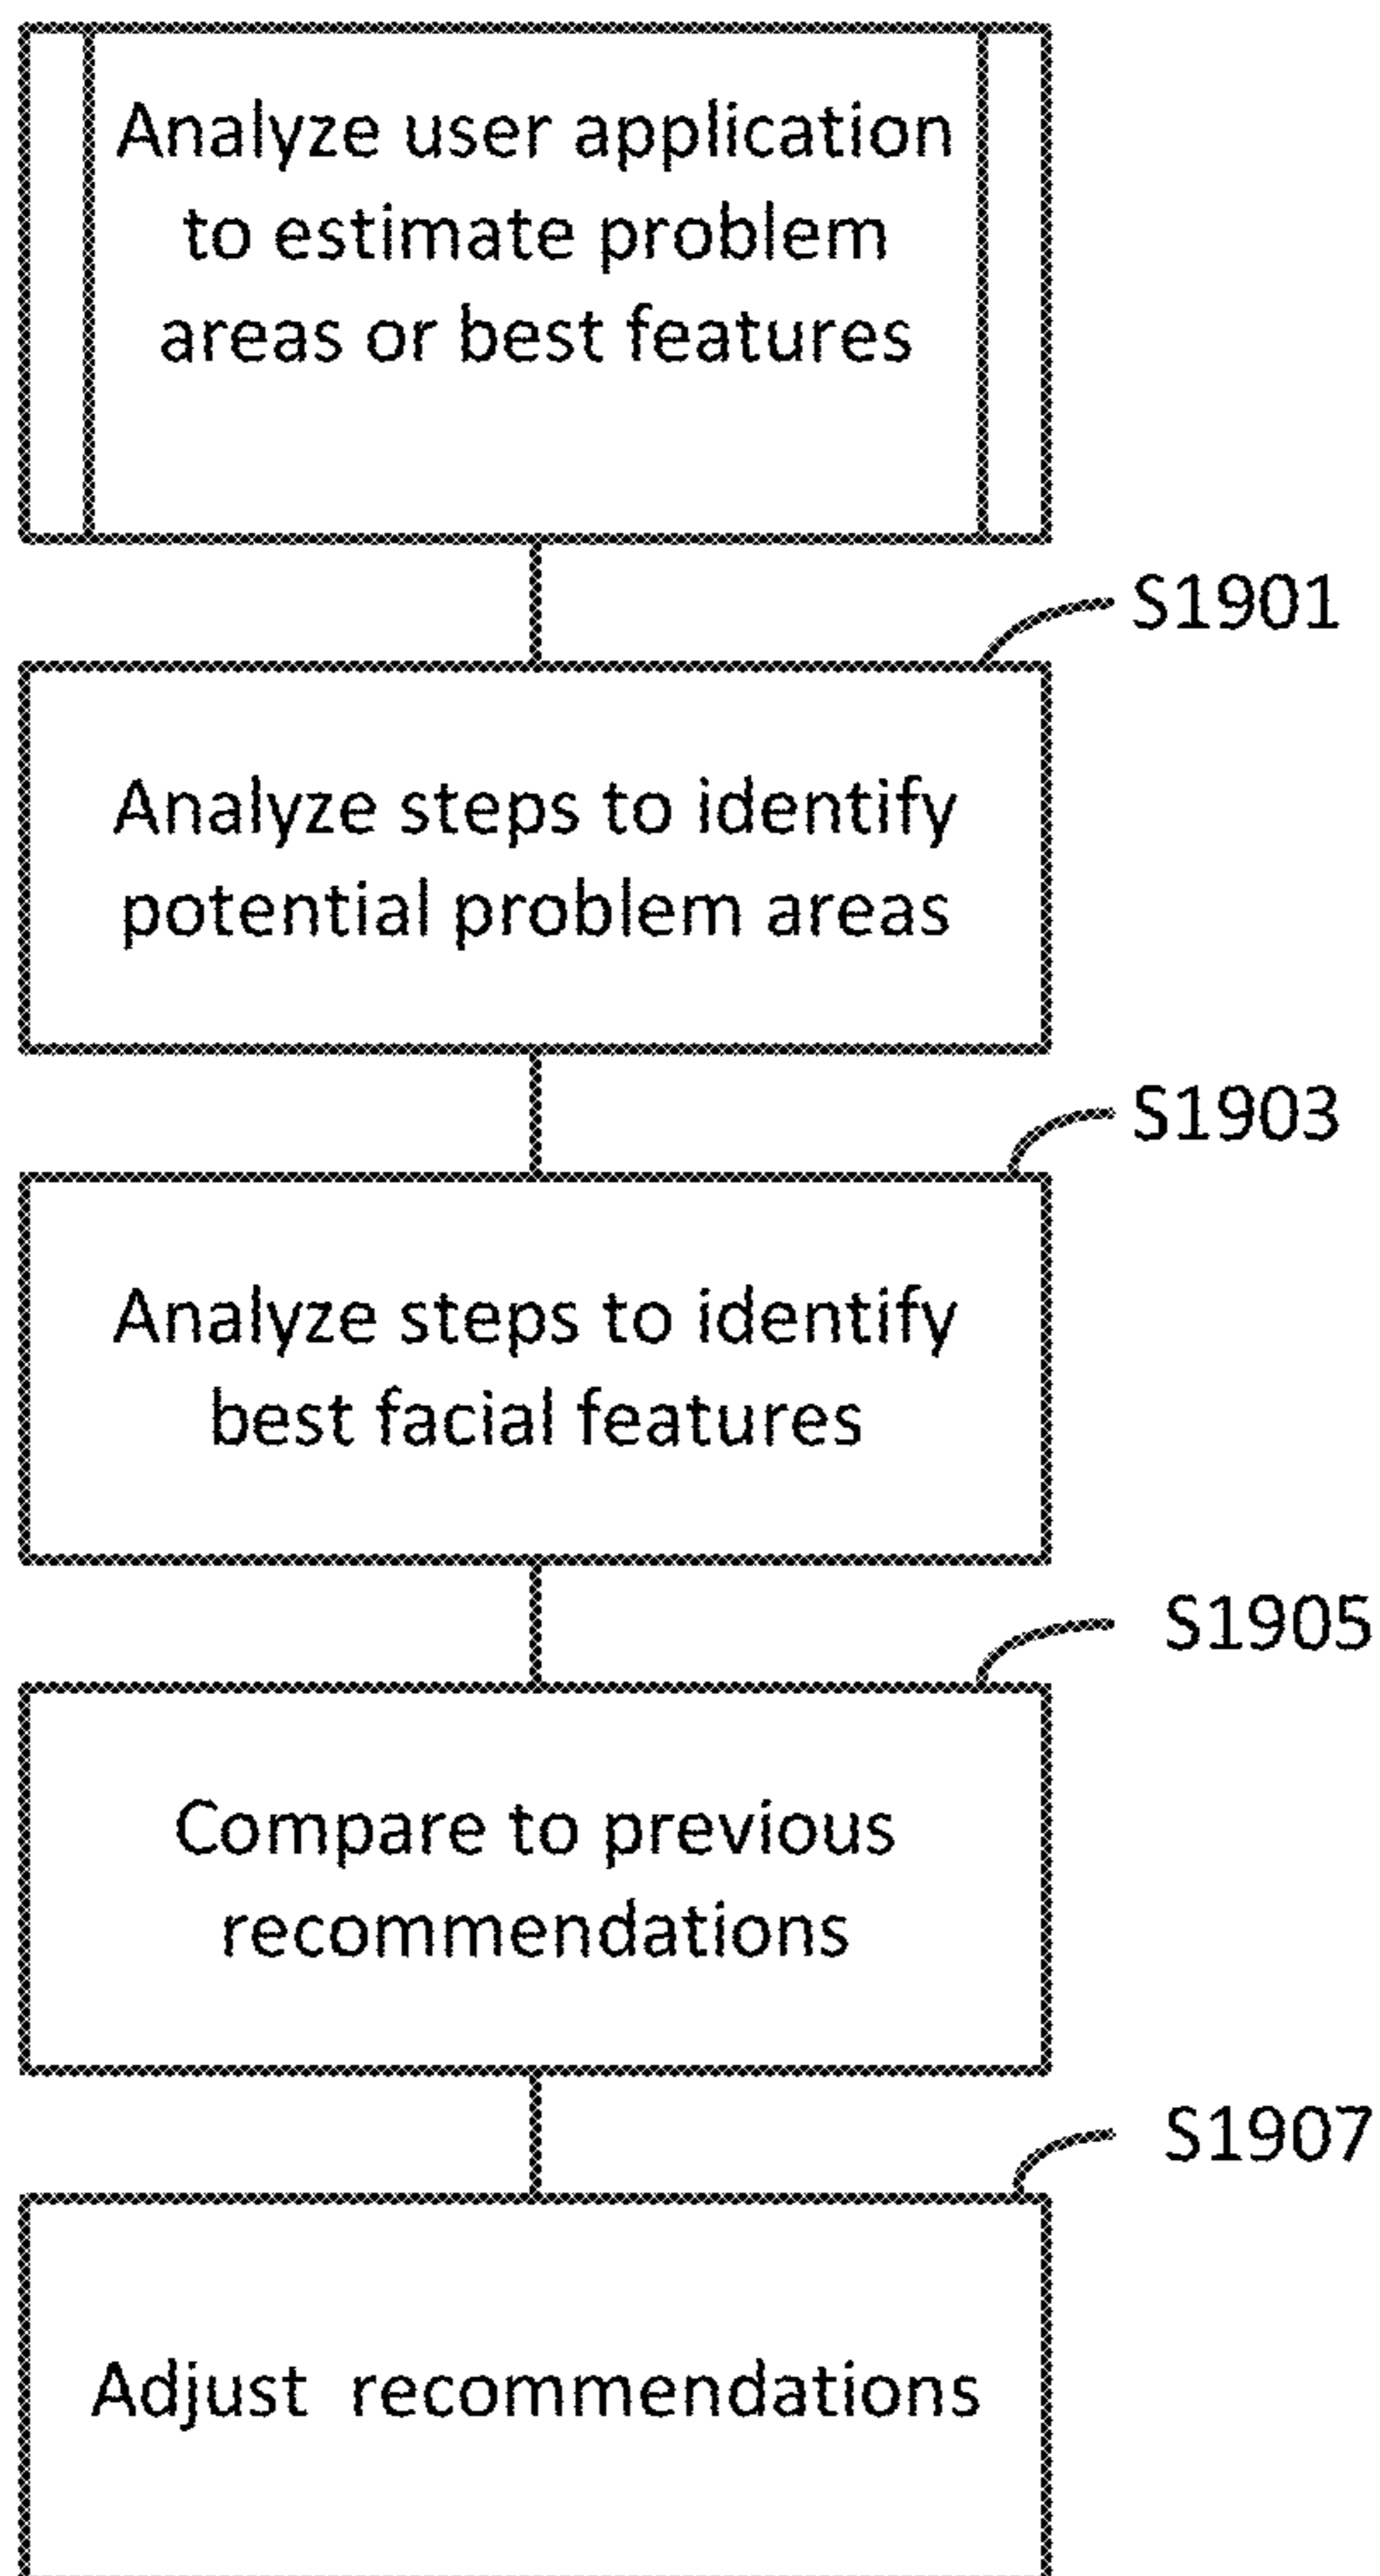 Analyze user application
to estimate problem
areas or best features
S1901
Analyze steps to identify
potential problem areas
S1903
Analyze steps to identify
best facial features
S1905
Compare to previous
recommendations
S1907
Adjust recommendations